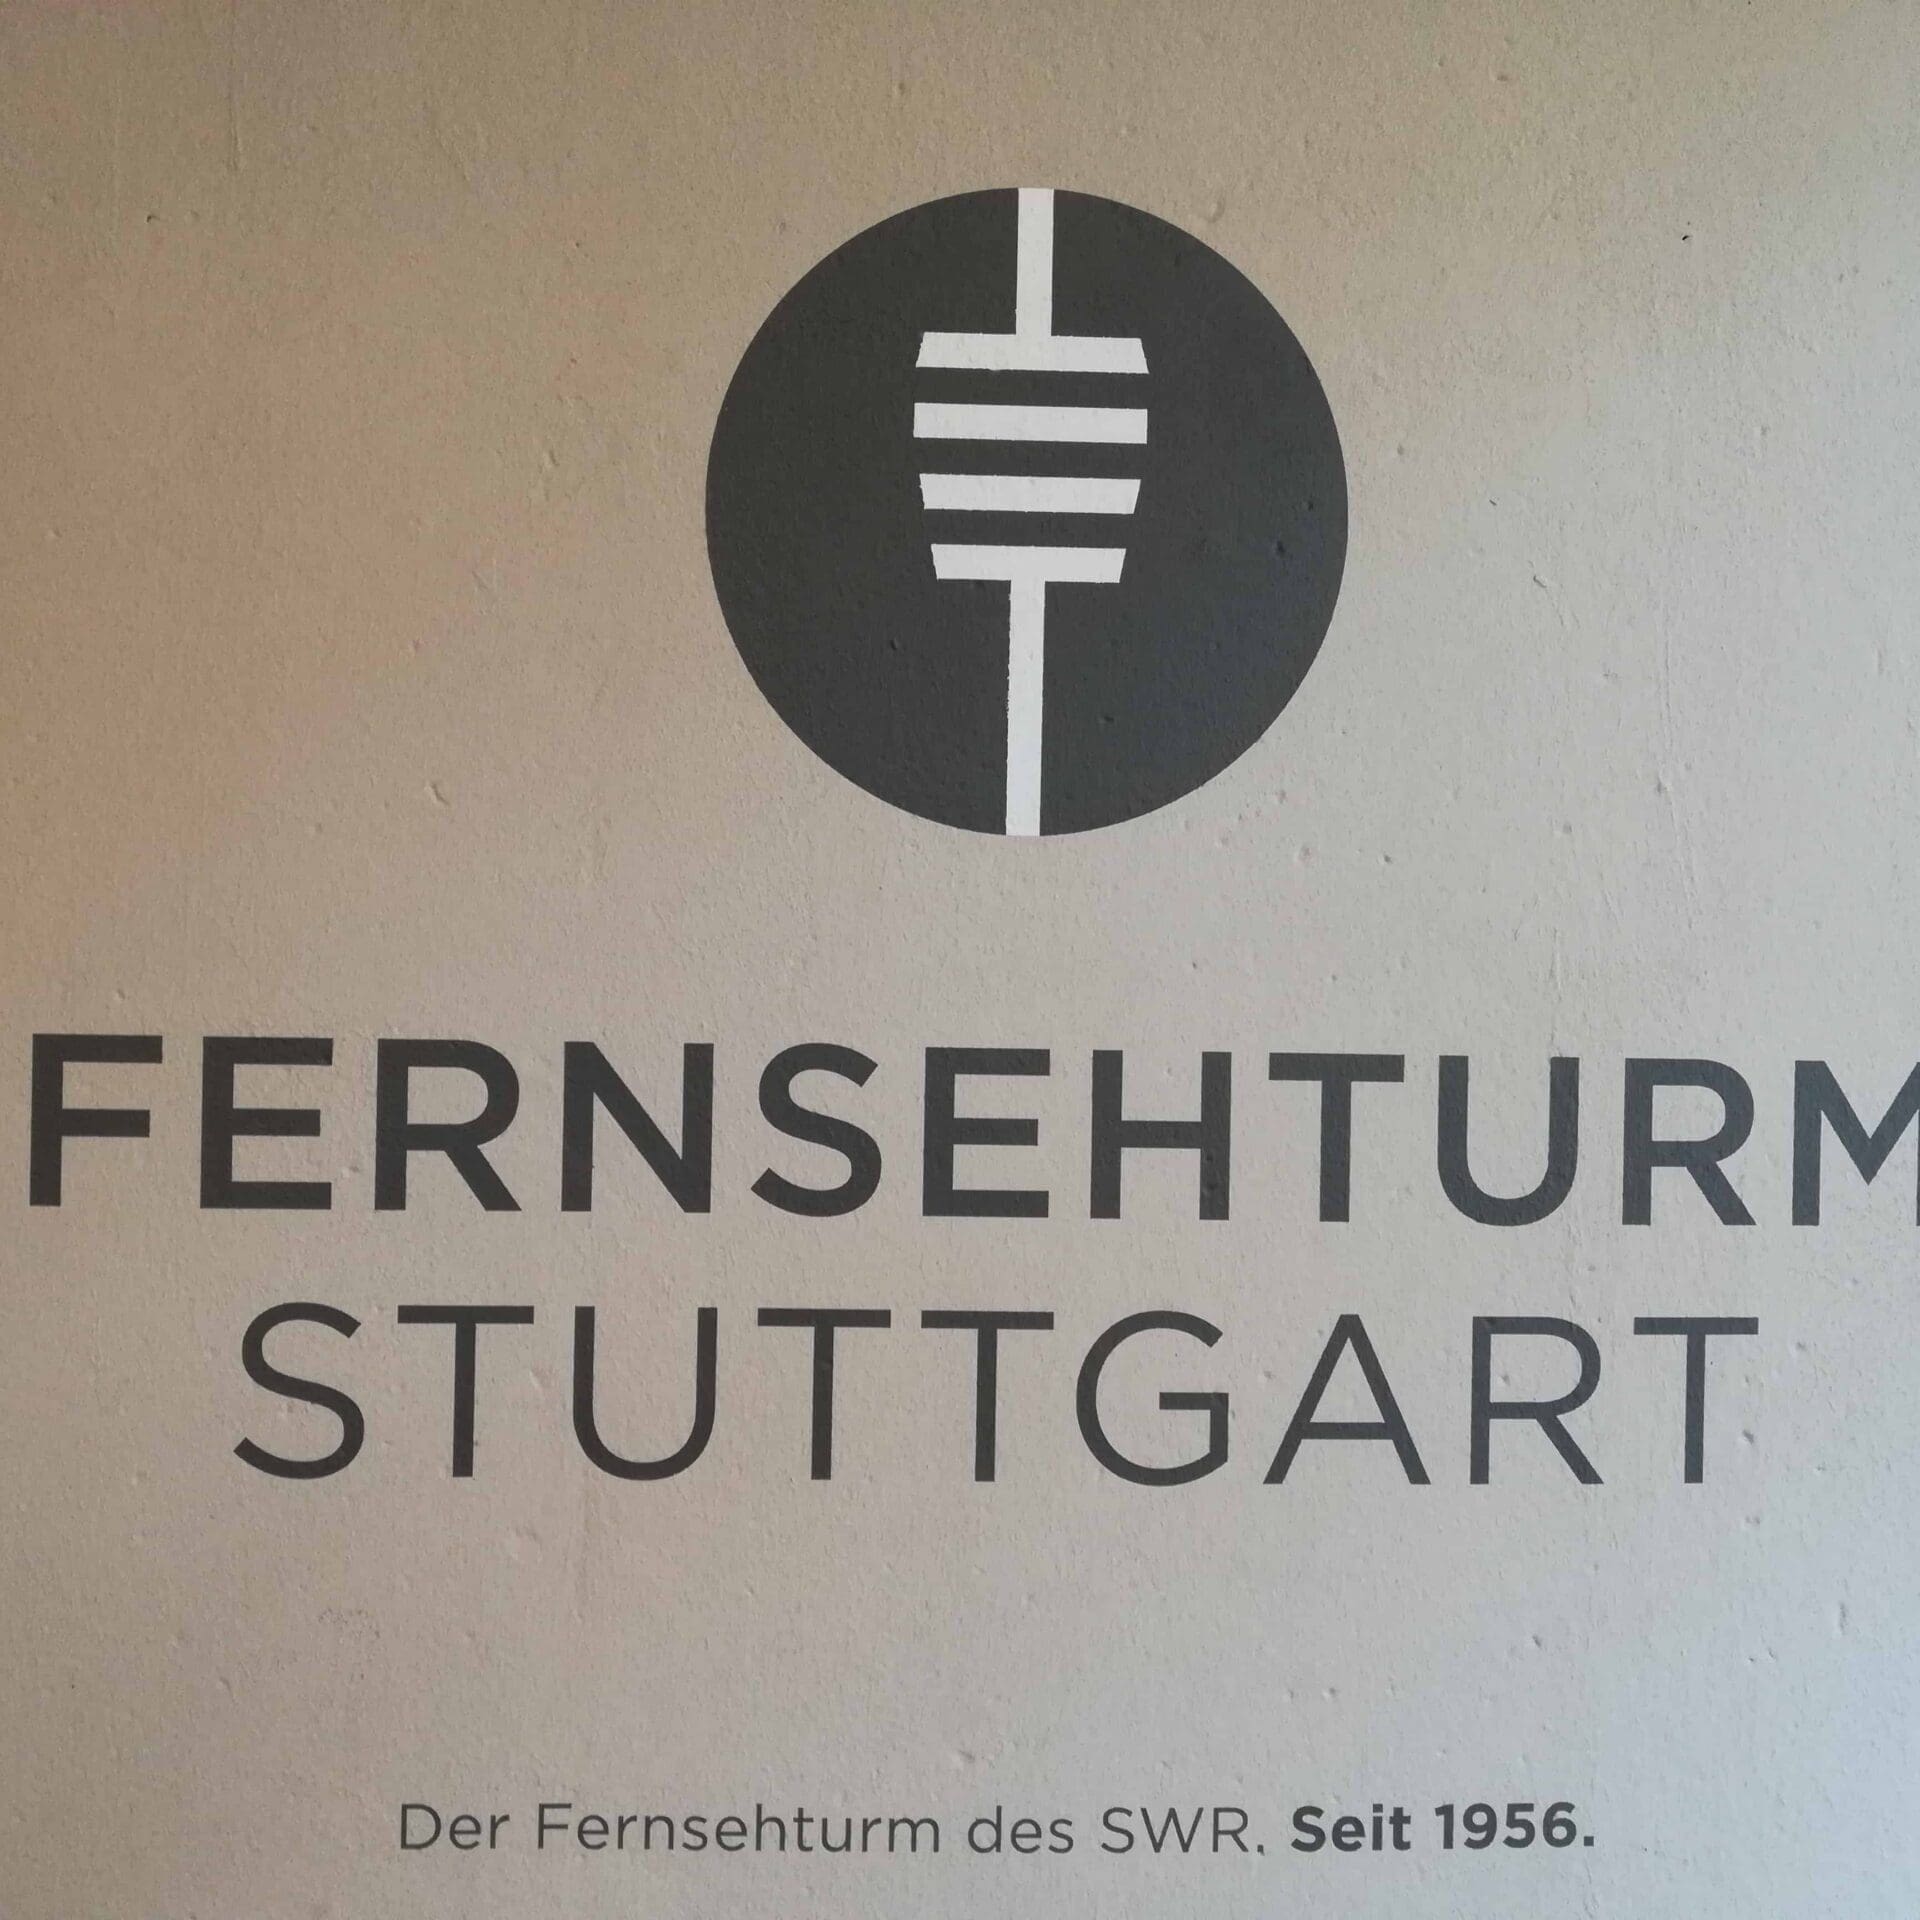 FERNSEHTURM
STUTTGART
Der Fernsehturm des SWR. Seit 1956.